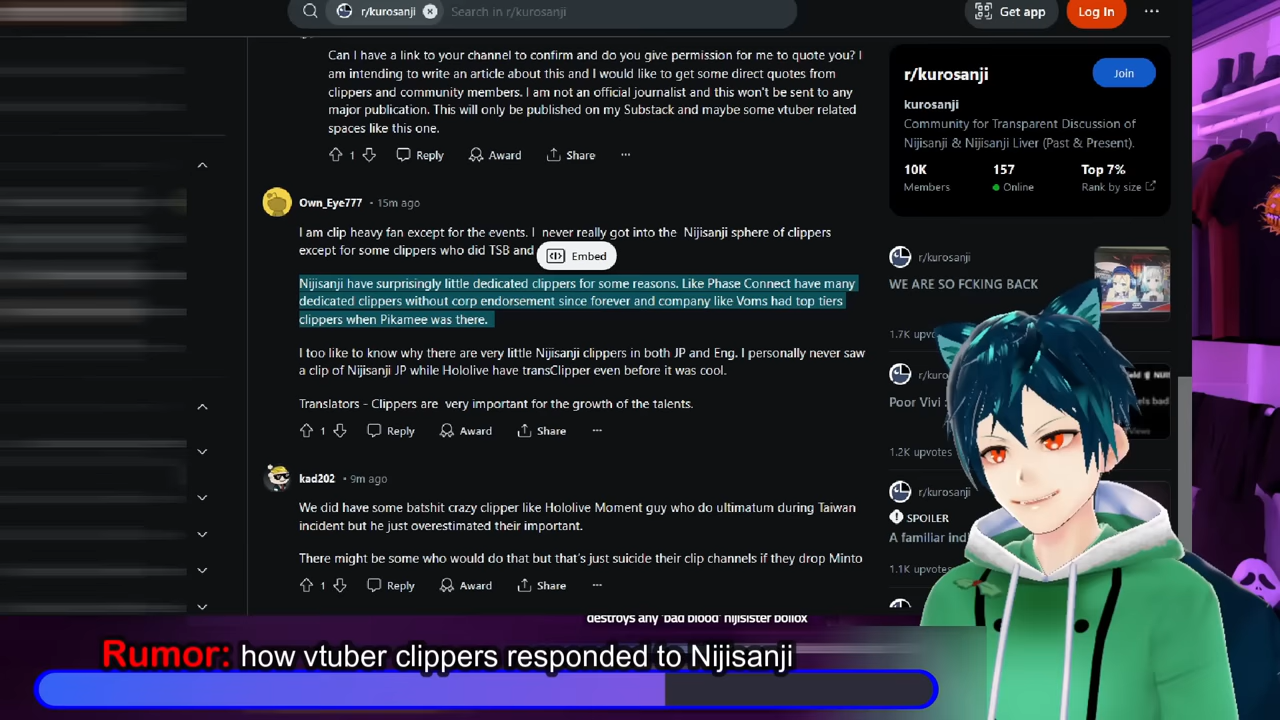 r/kurosanji
Search in r/kurosanji
Get app
Log In
Can I have a link to your channel to confirm and do you give permission for me to quote you? I
am intending to write an article about this and I would like to get some direct quotes from
clippers and community members. I am not an official journalist and this won't be sent to any
major publication. This will only be published on my Substack and maybe some vtuber related
spaces like this one.
1
Reply
Award
Share
Own_Eye777 • 15m ago
I am clip heavy fan except for the events. I never really got into the Nijisanji sphere of clippers
except for some clippers who did TSB and
Embed
Nijisanji have surprisingly little dedicated clippers for some reasons. Like Phase Connect have many
dedicated clippers without corp endorsement since forever and company like Voms had top tiers
clippers when Pikamee was there.
I too like to know why there are very little Nijisanji clippers in both JP and Eng. I personally never saw
a clip of Nijisanji JP while Hololive have transClipper even before it was cool.
Translators - Clippers are very important for the growth of the talents.
1
Reply
Award
Share
kad202 • 9m ago
We did have some batshit crazy clipper like Hololive Moment guy who do ultimatum during Taiwan
incident but he just overestimated their important.
There might be some who would do that but that's just suicide their clip channels if they drop Minto
1
Reply
Award
Share
r/kurosanji
Join
kurosanji
Community for Transparent Discussion of
Nijisanji & Nijisanji Liver (Past & Present).
10K
157
Top 7%
Members
Online
Rank by size
r/kurosanji
WE ARE SO FCKING BACK
1.7K
r/kuro
Poor Vivi
1.2K upvotes
r/kuro
SPOILER
A familiar ind
1.1K upvotes
destroys any 'bad blood' nijisister bollox
Rumor: how vtuber clippers responded to Nijisanji